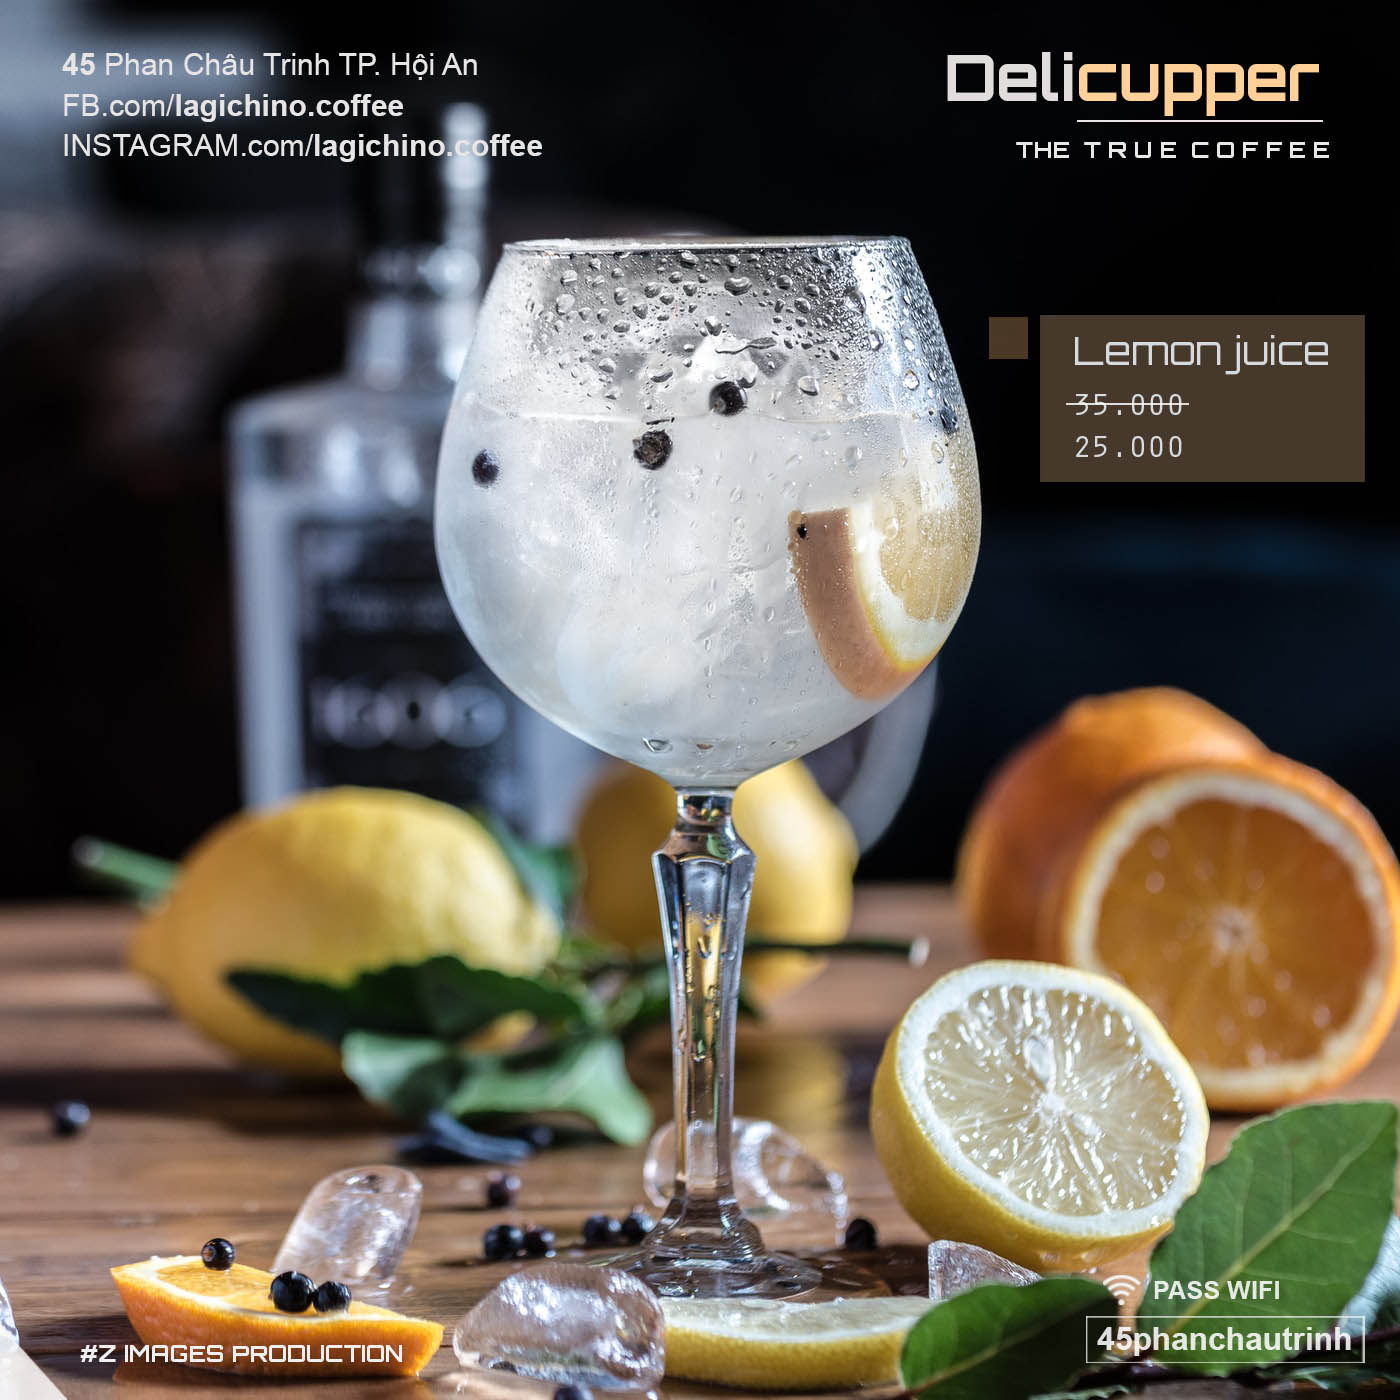 45 Phan Châu Trinh TP. Hội An
FB.com/lagichino.coffee
INSTAGRAM.com/lagichino.coffee
Delicupper
THE TRUE COFFEE
Lemon juice
35.000
25.000
PASS WIFI
45phanchautrinh
#Z IMAGES PRODUCTION